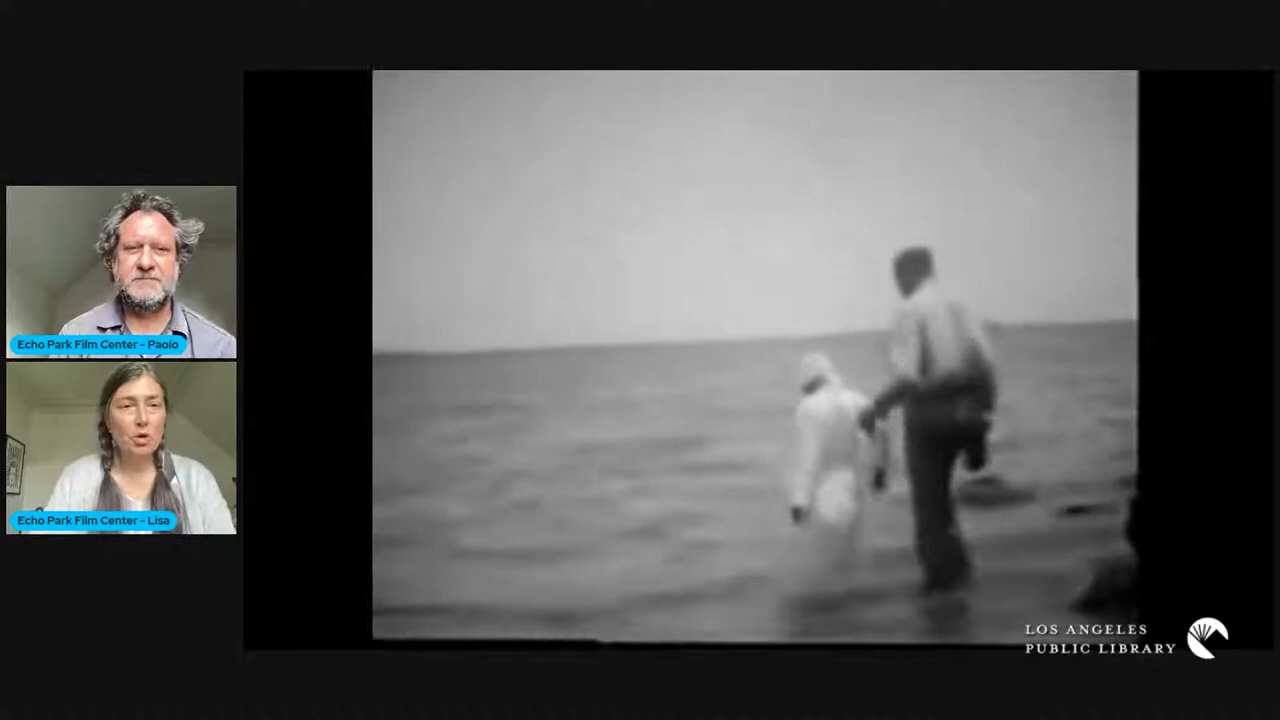 Echo Park Film Center - Paolo
Echo Park Film Center - Lisa
LOS ANGELES
PUBLIC LIBRARY